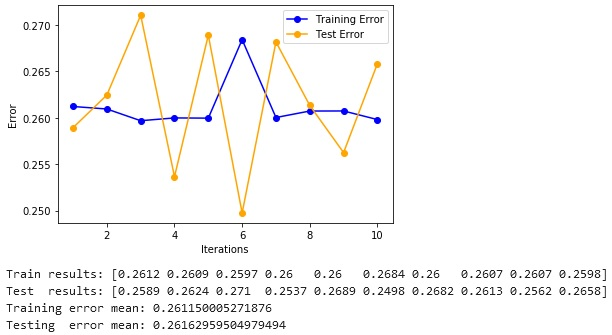 0.270
0.265
0.260
0.255
0.250
Error
Training Error
Test Error
2 4 6 8 10
Iterations
Train results: [0.2612 0.2609 0.2597 0.26   0.26   0.2684 0.26   0.2607 0.2607 0.2598]
Test  results: [0.2589 0.2624 0.271  0.2537 0.2689 0.2498 0.2682 0.2613 0.2562 0.2658]
Training error mean: 0.261150005271876
Testing  error mean: 0.26162959504979494